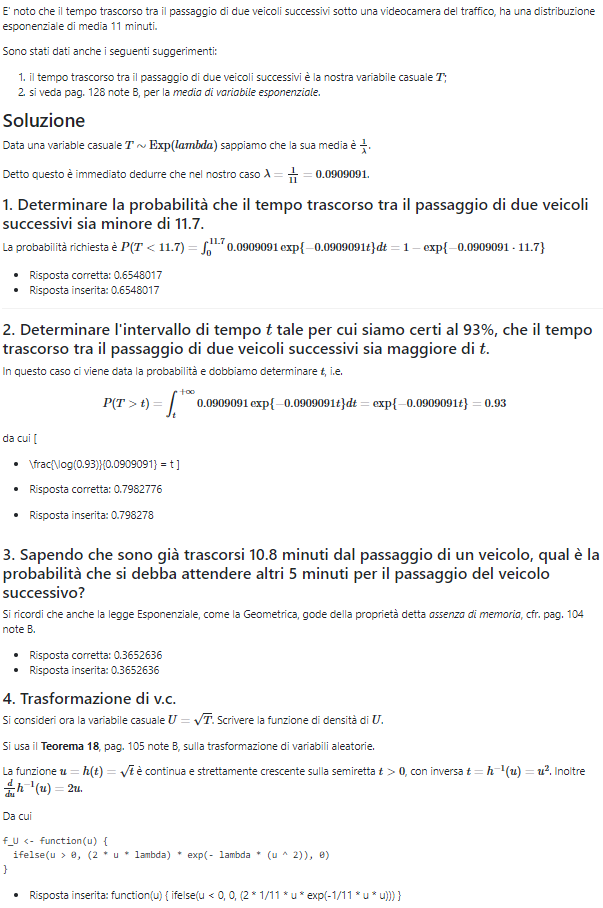 E' noto che il tempo trascorso tra il passaggio di due veicoli successivi sotto una videocamera del traffico, ha una distribuzione
esponenziale di media 11 minuti.
Sono stati dati anche i seguenti suggerimenti:
1. il tempo trascorso tra il passaggio di due veicoli successivi è la nostra variabile casuale T;
2. si veda pag. 128 note B, per la media di variabile esponenziale.
Soluzione
Data una variable casuale T ∼ Exp(lambda) sappiamo che la sua media è 1/λ.
Detto questo è immediato dedurre che nel nostro caso λ = 1/11 = 0.0909091.
1. Determinare la probabilità che il tempo trascorso tra il passaggio di due veicoli
successivi sia minore di 11.7.
La probabilità richiesta è P(T < 11.7) = ∫_0^11.7 0.0909091 exp{−0.0909091t}dt = 1 − exp{−0.0909091 · 11.7}
• Risposta corretta: 0.6548017
• Risposta inserita: 0.6548017
2. Determinare l'intervallo di tempo t tale per cui siamo certi al 93%, che il tempo
trascorso tra il passaggio di due veicoli successivi sia maggiore di t.
In questo caso ci viene data la probabilità e dobbiamo determinare t, i.e.
P(T > t) = ∫_t^+∞ 0.0909091 exp{−0.0909091t}dt = exp{−0.0909091t} = 0.93
da cui [
• \frac{\log(0.93)}{0.0909091} = t ]
• Risposta corretta: 0.7982776
• Risposta inserita: 0.798278
3. Sapendo che sono già trascorsi 10.8 minuti dal passaggio di un veicolo, qual è la
probabilità che si debba attendere altri 5 minuti per il passaggio del veicolo
successivo?
Si ricordi che anche la legge Esponenziale, come la Geometrica, gode della proprietà detta assenza di memoria, cfr. pag. 104
note B.
• Risposta corretta: 0.3652636
• Risposta inserita: 0.3652636
4. Trasformazione di v.c.
Si consideri ora la variabile casuale U = √T. Scrivere la funzione di densità di U.
Si usa il Teorema 18, pag. 105 note B, sulla trasformazione di variabili aleatorie.
La funzione u = h(t) = √t è continua e strettamente crescente sulla semiretta t > 0, con inversa t = h⁻¹(u) = u². Inoltre
d/du h⁻¹(u) = 2u.
Da cui
f_U <- function(u) {
  ifelse(u > 0, (2 * u * lambda) * exp(- lambda * (u ^ 2)), 0)
}
• Risposta inserita: function(u) { ifelse(u < 0, 0, (2 * 1/11 * u * exp(-1/11 * u * u))) }